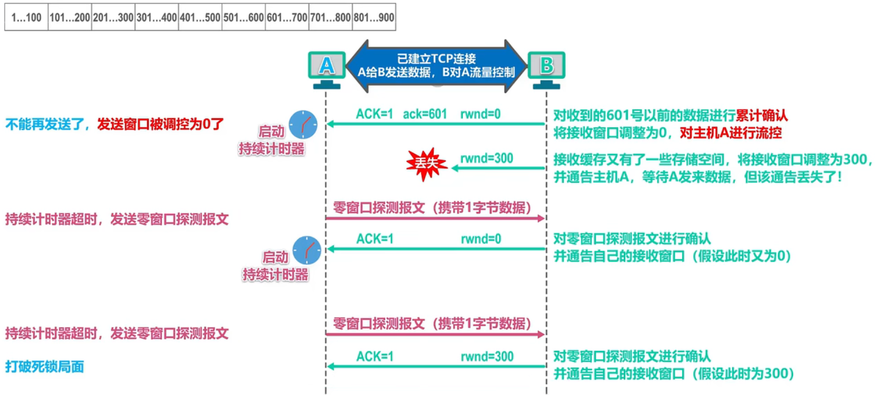 1…100 101…200 201…300 301…400 401…500 501…600 601…700 701…800 801…900
已建立TCP连接
A给B发送数据，B对A流量控制
A
B
不能再发送了，发送窗口被调控为0了
启动
持续计时器
ACK=1 ack=601 rwnd=0
对收到的601号以前的数据进行累计确认
将接收窗口调整为0，对主机A进行流控
丢失
rwnd=300
接收缓存又有了一些存储空间，将接收窗口调整为300，
并通告主机A，等待A发来数据，但该通告丢失了！
持续计时器超时，发送零窗口探测报文
零窗口探测报文（携带1字节数据）
启动
持续计时器
ACK=1 rwnd=0
对零窗口探测报文进行确认
并通告自己的接收窗口（假设此时又为0）
持续计时器超时，发送零窗口探测报文
零窗口探测报文（携带1字节数据）
打破死锁局面
ACK=1 rwnd=300
对零窗口探测报文进行确认
并通告自己的接收窗口（假设此时为300）